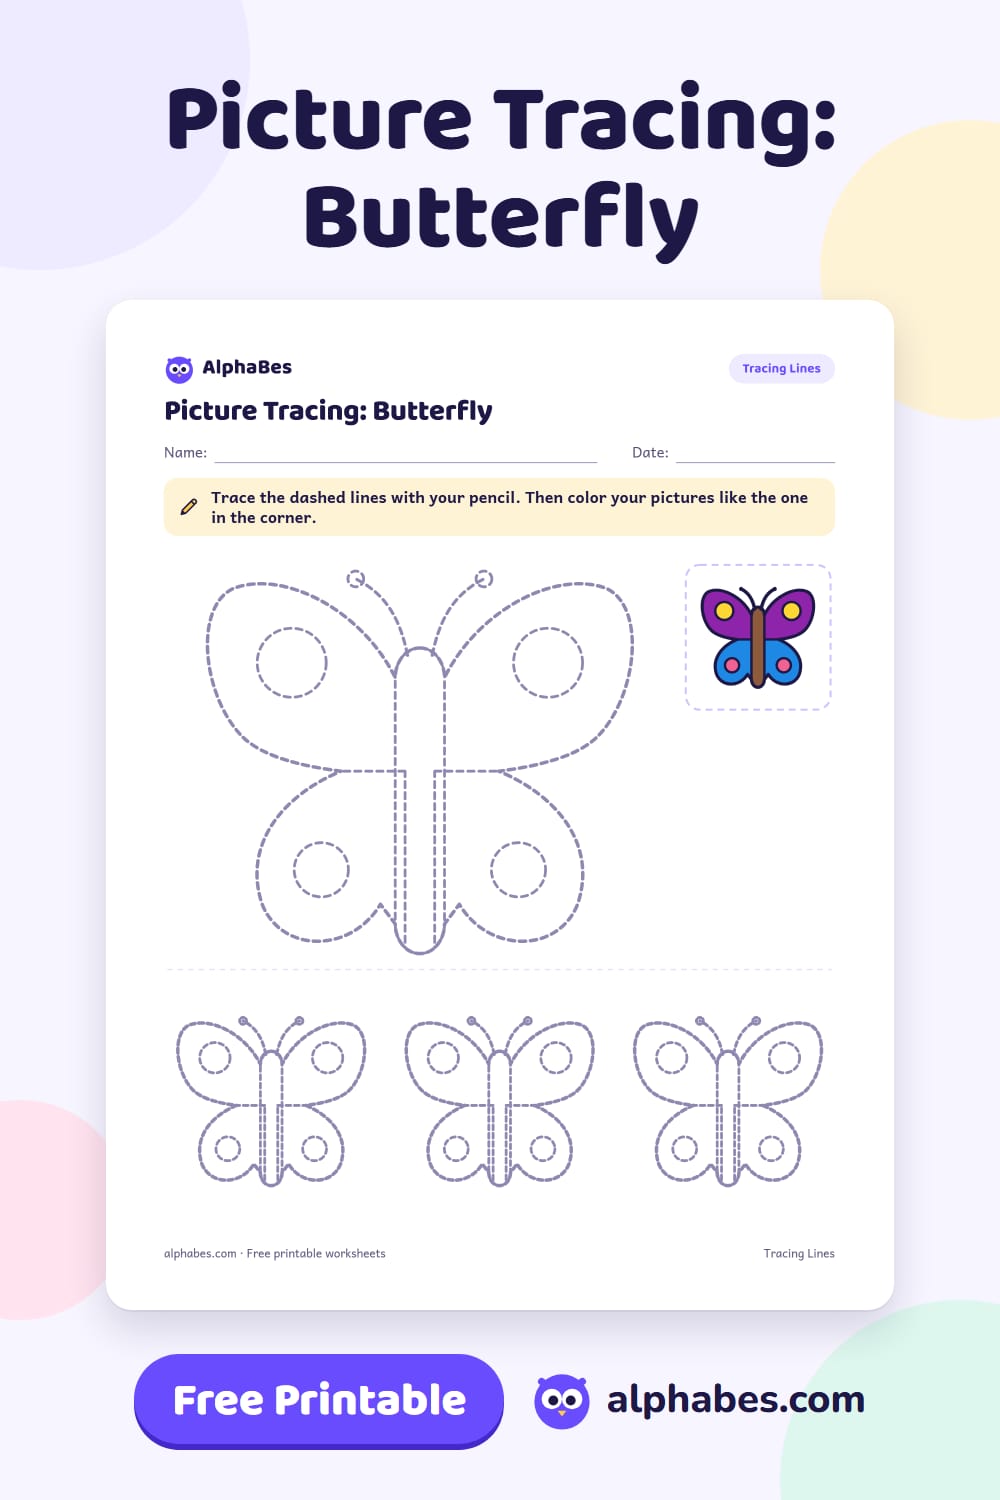 Picture Tracing:
Butterfly
AlphaBes
Tracing Lines
Picture Tracing: Butterfly
Name:
Date:
Trace the dashed lines with your pencil. Then color your pictures like the one
in the corner.
alphabes.com · Free printable worksheets
Tracing Lines
Free Printable
alphabes.com